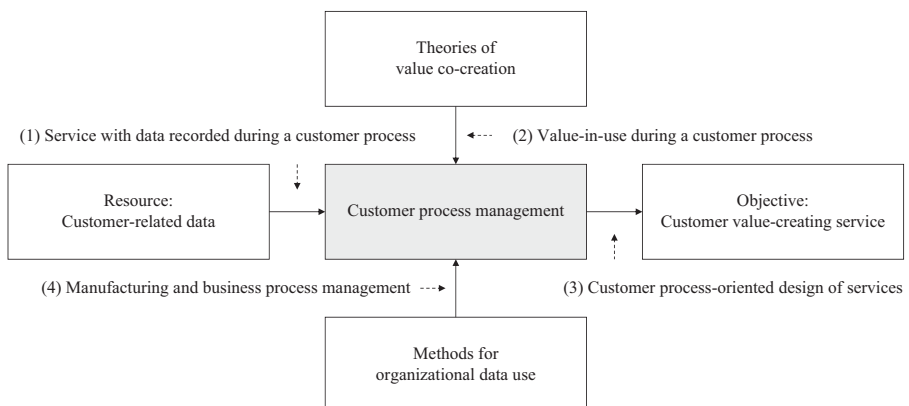 Theories of
value co-creation
(1) Service with data recorded during a customer process
(2) Value-in-use during a customer process
Resource:
Customer-related data
Customer process management
Objective:
Customer value-creating service
(4) Manufacturing and business process management
(3) Customer process-oriented design of services
Methods for
organizational data use